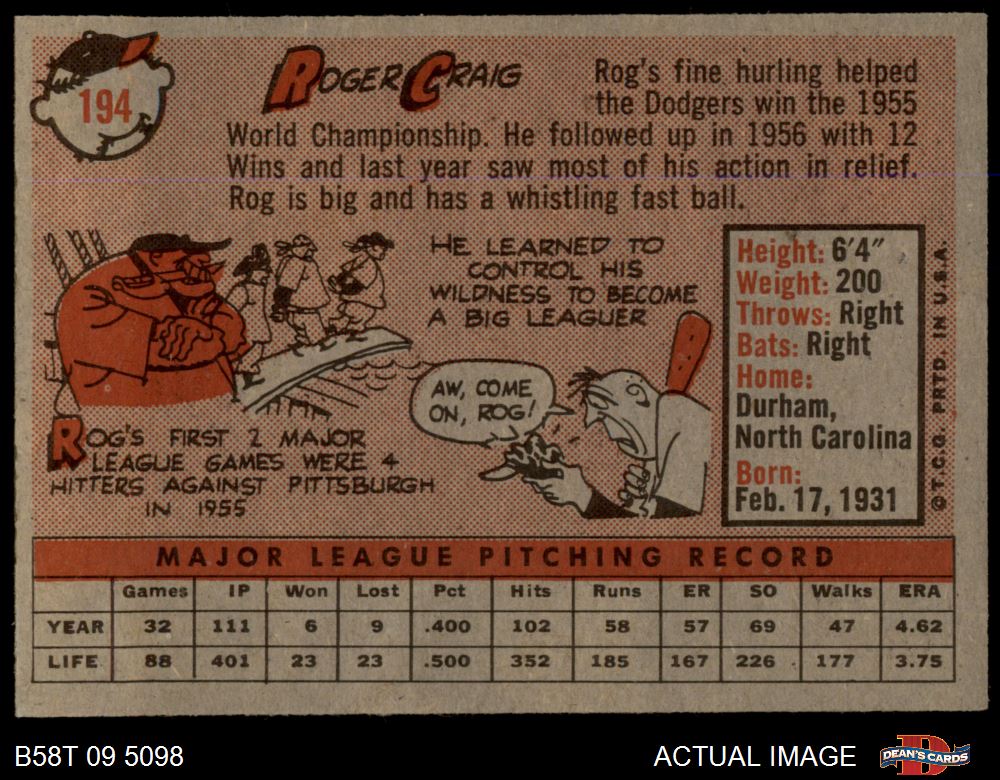 194
ROGER CRAIG
Rog's fine hurling helped
the Dodgers win the 1955
World Championship. He followed up in 1956 with 12
Wins and last year saw most of his action in relief.
Rog is big and has a whistling fast ball.
HE LEARNED TO
CONTROL HIS
WILDNESS TO BECOME
A BIG LEAGUER
AW, COME
ON, ROG!
ROG'S FIRST 2 MAJOR
LEAGUE GAMES WERE 4
HITTERS AGAINST PITTSBURGH
IN 1955
Height: 6'4"
Weight: 200
Throws: Right
Bats: Right
Home:
Durham,
North Carolina
Born:
Feb. 17, 1931
© T.C.G. PRTD. IN U.S.A.
MAJOR LEAGUE PITCHING RECORD
Games IP Won Lost Pct Hits Runs ER SO Walks ERA
YEAR 32 111 6 9 .400 102 58 57 69 47 4.62
LIFE 88 401 23 23 .500 352 185 167 226 177 3.75
B58T 09 5098
ACTUAL IMAGE
DEAN'S CARDS